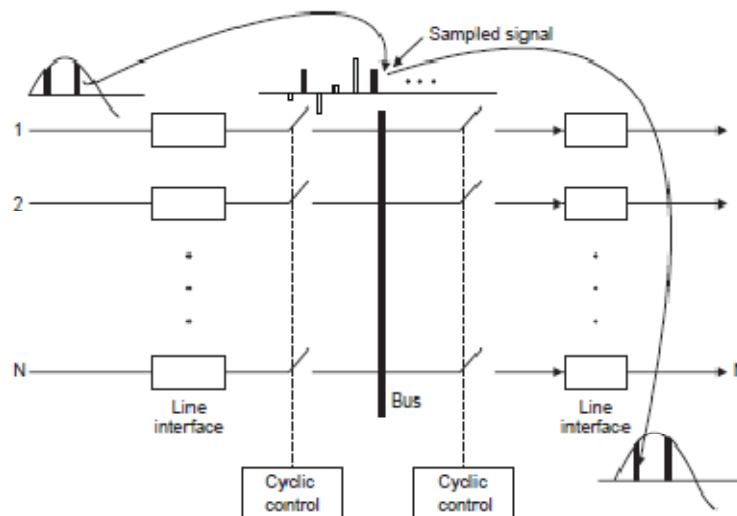 Sampled signal
1
2
N
N
Bus
Line
interface
Line
interface
Cyclic
control
Cyclic
control